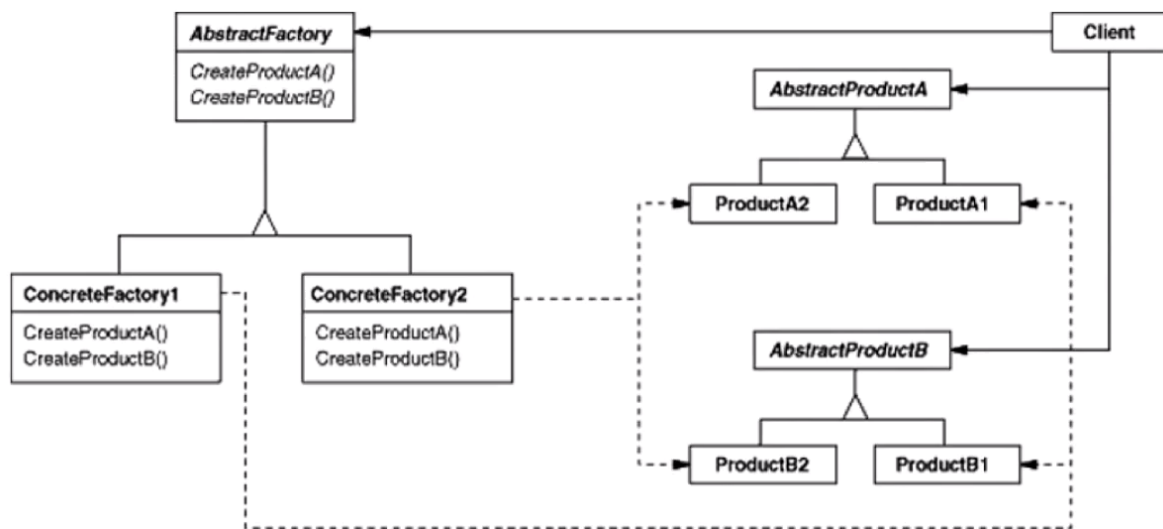 AbstractFactory
CreateProductA()
CreateProductB()
Client
AbstractProductA
ProductA2
ProductA1
ConcreteFactory1
CreateProductA()
CreateProductB()
ConcreteFactory2
CreateProductA()
CreateProductB()
AbstractProductB
ProductB2
ProductB1